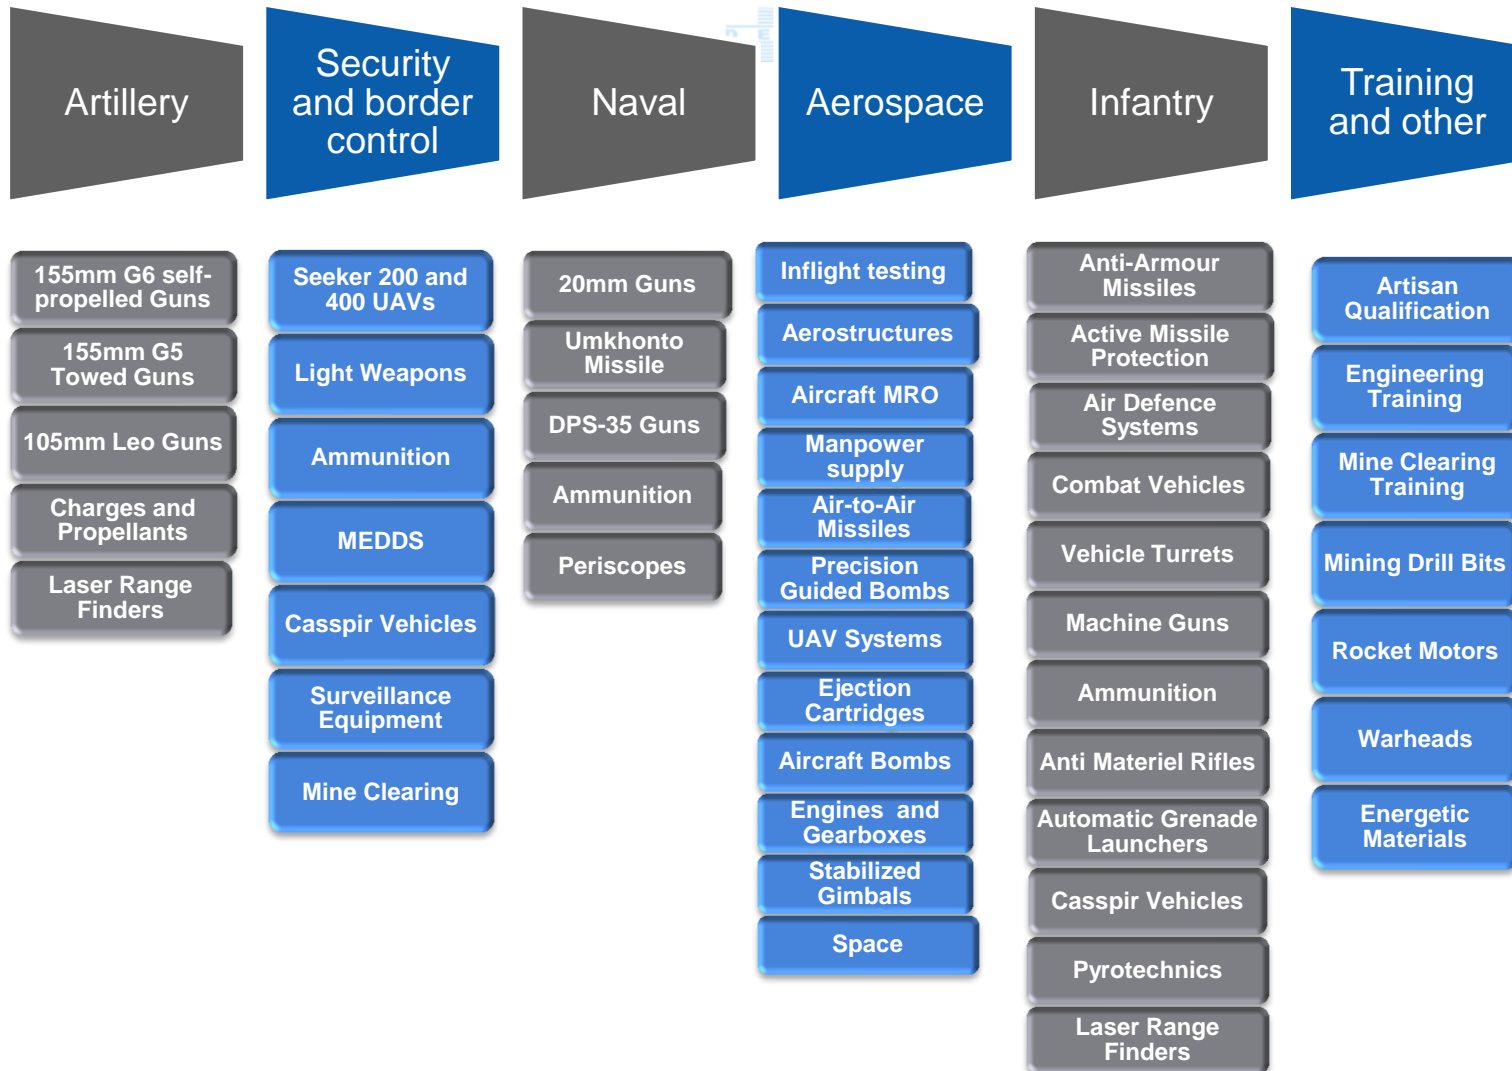 Artillery
Security
and border
control
Naval
Aerospace
Infantry
Training
and other
155mm G6 self-
propelled Guns
155mm G5
Towed Guns
105mm Leo Guns
Charges and
Propellants
Laser Range
Finders
Seeker 200 and
400 UAVs
Light Weapons
Ammunition
MEDDS
Casspir Vehicles
Surveillance
Equipment
Mine Clearing
20mm Guns
Umkhonto
Missile
DPS-35 Guns
Ammunition
Periscopes
Inflight testing
Aerostructures
Aircraft MRO
Manpower
supply
Air-to-Air
Missiles
Precision
Guided Bombs
UAV Systems
Ejection
Cartridges
Aircraft Bombs
Engines and
Gearboxes
Stabilized
Gimbals
Space
Anti-Armour
Missiles
Active Missile
Protection
Air Defence
Systems
Combat Vehicles
Vehicle Turrets
Machine Guns
Ammunition
Anti Materiel Rifles
Automatic Grenade
Launchers
Casspir Vehicles
Pyrotechnics
Laser Range
Finders
Artisan
Qualification
Engineering
Training
Mine Clearing
Training
Mining Drill Bits
Rocket Motors
Warheads
Energetic
Materials